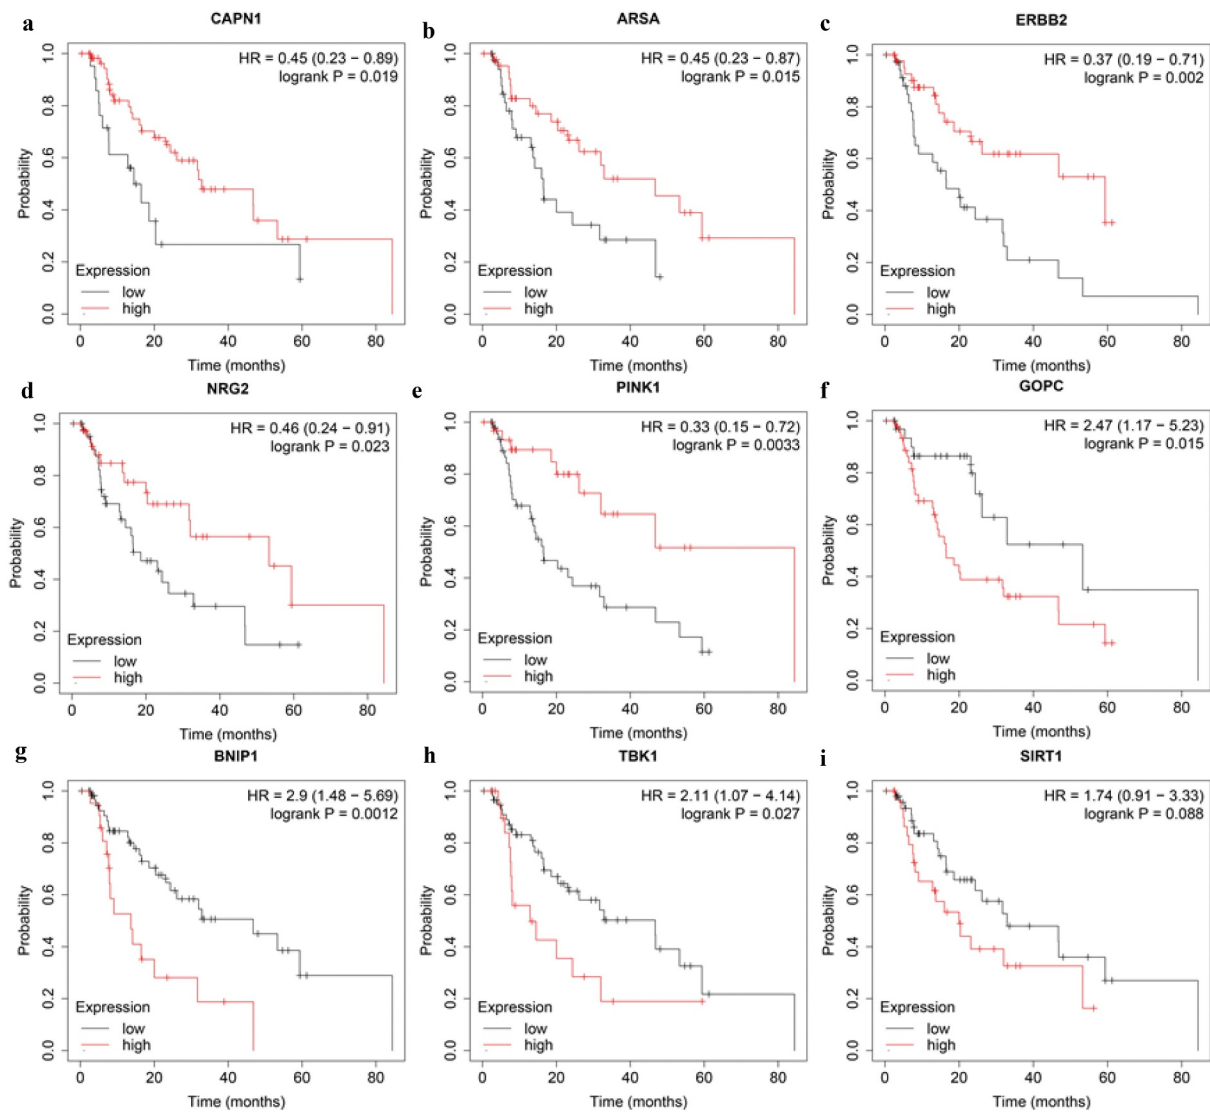 a
CAPN1
HR = 0.45 (0.23 − 0.89)
logrank P = 0.019
Probability
1.0
0.8
0.6
0.4
0.2
0.0
Expression
low
high
0 20 40 60 80
Time (months)
b
ARSA
HR = 0.45 (0.23 − 0.87)
logrank P = 0.015
Probability
1.0
0.8
0.6
0.4
0.2
0.0
Expression
low
high
0 20 40 60 80
Time (months)
c
ERBB2
HR = 0.37 (0.19 − 0.71)
logrank P = 0.002
Probability
1.0
0.8
0.6
0.4
0.2
0.0
Expression
low
high
0 20 40 60 80
Time (months)
d
NRG2
HR = 0.46 (0.24 − 0.91)
logrank P = 0.023
Probability
1.0
0.8
0.6
0.4
0.2
0.0
Expression
low
high
0 20 40 60 80
Time (months)
e
PINK1
HR = 0.33 (0.15 − 0.72)
logrank P = 0.0033
Probability
1.0
0.8
0.6
0.4
0.2
0.0
Expression
low
high
0 20 40 60 80
Time (months)
f
GOPC
HR = 2.47 (1.17 − 5.23)
logrank P = 0.015
Probability
1.0
0.8
0.6
0.4
0.2
0.0
Expression
low
high
0 20 40 60 80
Time (months)
g
BNIP1
HR = 2.9 (1.48 − 5.69)
logrank P = 0.0012
Probability
1.0
0.8
0.6
0.4
0.2
0.0
Expression
low
high
0 20 40 60 80
Time (months)
h
TBK1
HR = 2.11 (1.07 − 4.14)
logrank P = 0.027
Probability
1.0
0.8
0.6
0.4
0.2
0.0
Expression
low
high
0 20 40 60 80
Time (months)
i
SIRT1
HR = 1.74 (0.91 − 3.33)
logrank P = 0.088
Probability
1.0
0.8
0.6
0.4
0.2
0.0
Expression
low
high
0 20 40 60 80
Time (months)